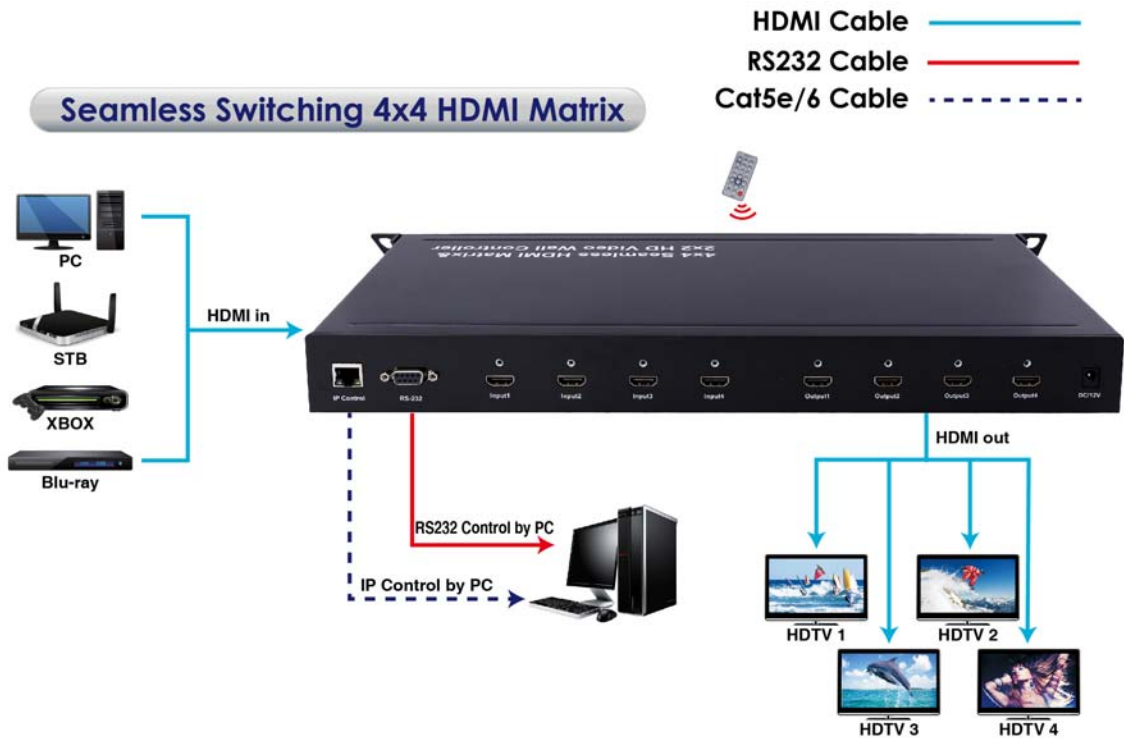 HDMI Cable
RS232 Cable
Cat5e/6 Cable
Seamless Switching 4x4 HDMI Matrix
4x4 Seamless HDMI Matrix&
2x2 HD Video Wall Controller
PC
STB
XBOX
Blu-ray
HDMI in
IP Control
RS-232
Input1
Input2
Input3
Input4
Output1
Output2
Output3
Output4
DC/12V
HDMI out
RS232 Control by PC
IP Control by PC
HDTV 1
HDTV 2
HDTV 3
HDTV 4